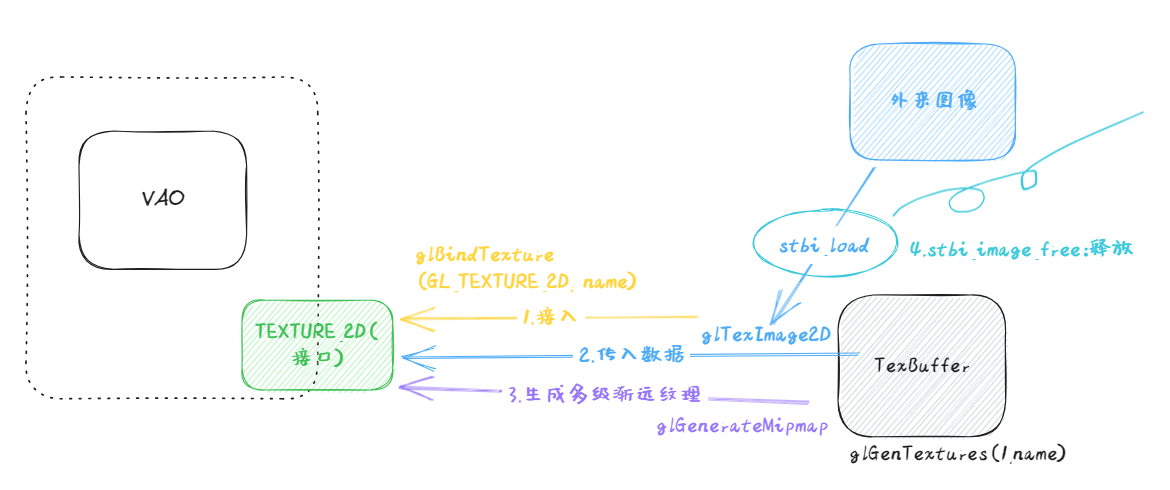 外来图像
VAO
stbi_load
4.stbi_image_free:释放
glBindTexture
(GL_TEXTURE_2D, name)
1.接入
TEXTURE_2D(
接口)
glTexImage2D
2.传入数据
TexBuffer
3.生成多级渐远纹理
glGenerateMipmap
glGenTextures(1,name)